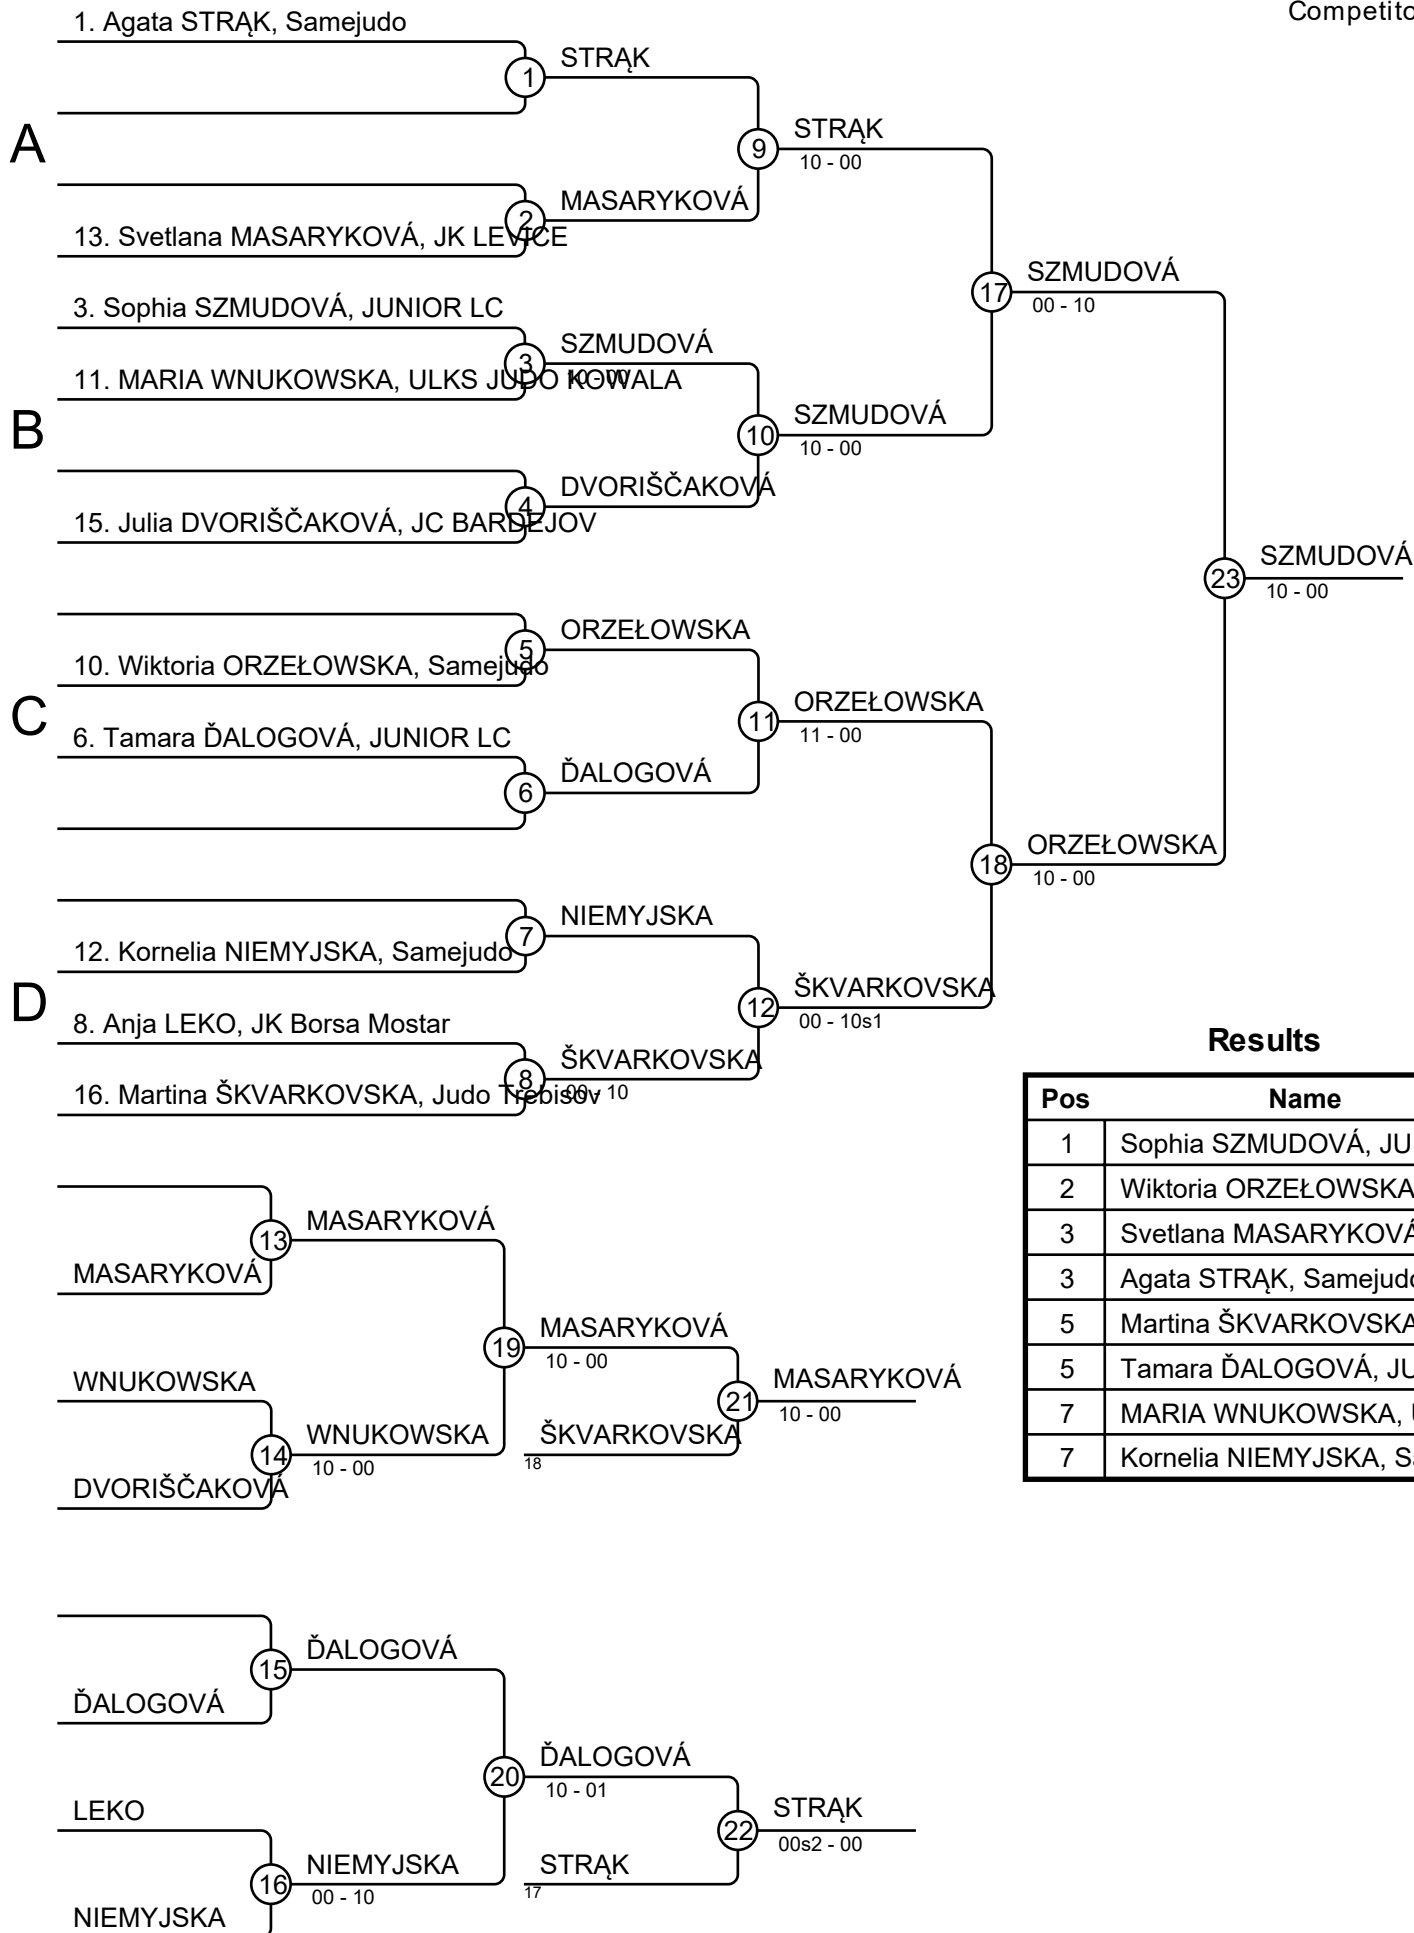 Competito
1. Agata STRĄK, Samejudo
1
STRĄK
A
9
STRĄK
10 - 00
2
MASARYKOVÁ
13. Svetlana MASARYKOVÁ, JK LEVICE
17
SZMUDOVÁ
00 - 10
3. Sophia SZMUDOVÁ, JUNIOR LC
3
SZMUDOVÁ
10 - 00
11. MARIA WNUKOWSKA, ULKS JUDO KOWALA
B
10
SZMUDOVÁ
10 - 00
4
DVORIŠČAKOVÁ
15. Julia DVORIŠČAKOVÁ, JC BARDEJOV
23
SZMUDOVÁ
10 - 00
5
ORZEŁOWSKA
10. Wiktoria ORZEŁOWSKA, Samejudo
C
11
ORZEŁOWSKA
11 - 00
6. Tamara ĎALOGOVÁ, JUNIOR LC
6
ĎALOGOVÁ
18
ORZEŁOWSKA
10 - 00
7
NIEMYJSKA
12. Kornelia NIEMYJSKA, Samejudo
D
12
ŠKVARKOVSKA
00 - 10s1
8. Anja LEKO, JK Borsa Mostar
8
ŠKVARKOVSKA
00 - 10
16. Martina ŠKVARKOVSKA, Judo Trebišov
Results
Pos Name
1 Sophia SZMUDOVÁ, JU
2 Wiktoria ORZEŁOWSKA
3 Svetlana MASARYKOVÁ
3 Agata STRĄK, Samejudo
5 Martina ŠKVARKOVSKA
5 Tamara ĎALOGOVÁ, JU
7 MARIA WNUKOWSKA, U
7 Kornelia NIEMYJSKA, Sa
13
MASARYKOVÁ
MASARYKOVÁ
19
MASARYKOVÁ
10 - 00
WNUKOWSKA
14
WNUKOWSKA
10 - 00
DVORIŠČAKOVÁ
21
MASARYKOVÁ
10 - 00
ŠKVARKOVSKA
18
15
ĎALOGOVÁ
ĎALOGOVÁ
20
ĎALOGOVÁ
10 - 01
LEKO
16
NIEMYJSKA
00 - 10
NIEMYJSKA
22
STRĄK
00s2 - 00
STRĄK
17